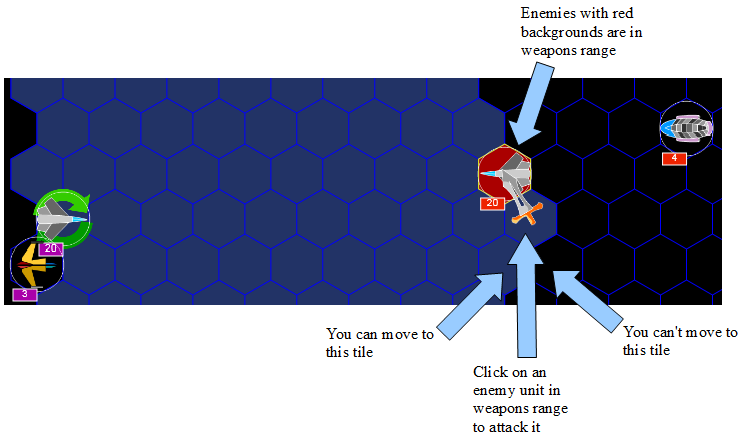 Enemies with red
backgrounds are in
weapons range
4
20
20
3
You can move to
this tile
You can't move to
this tile
Click on an
enemy unit in
weapons range
to attack it